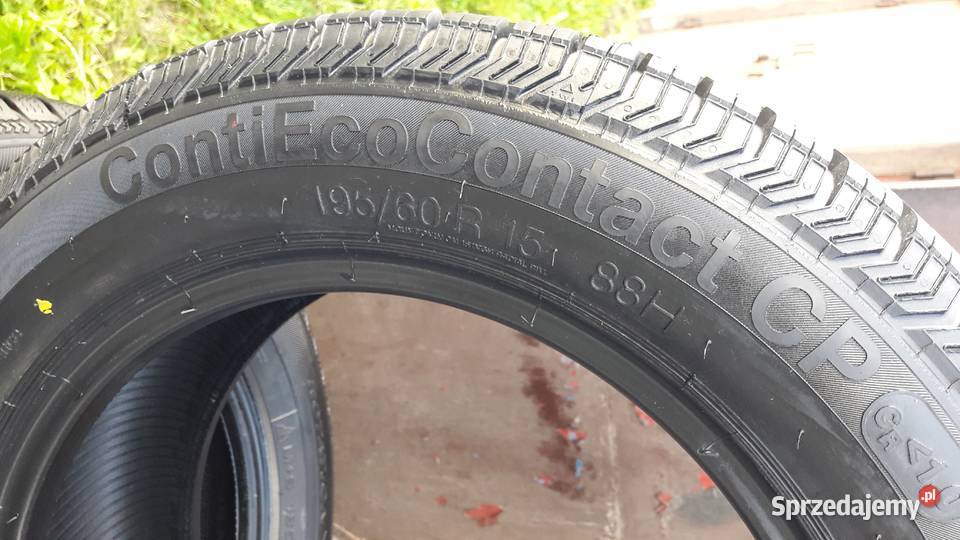 ContiEcoContact CP
195/60 R 15
88H
Sprzedajemy.pl